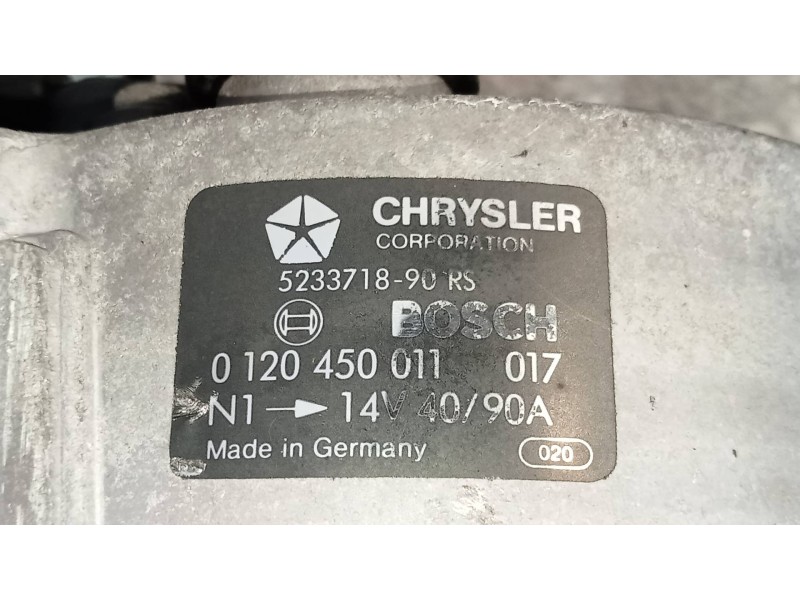 CHRYSLER
CORPORATION
5233718-90 RS
BOSCH
0 120 450 011 017
N1 → 14V 40/90A
Made in Germany 020